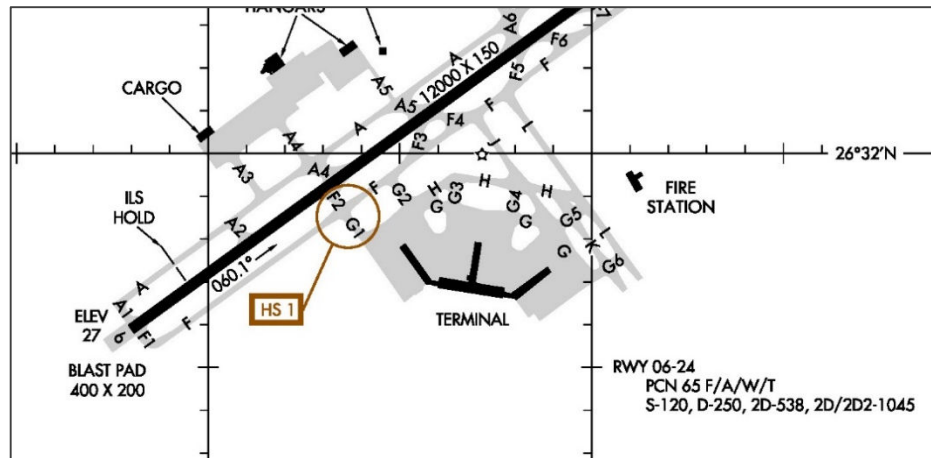 HANGARS
CARGO
ILS
HOLD
ELEV
27
BLAST PAD
400 X 200
A1
A
A2
A3
A4
A4
A
A5
A5
A
A6
12000 X 150
060.1°
6
F1
F
F2
G1
F
G2
F3
F4
F
F5
F
F6
J
L
H
G
G3
H
G4
G
H
G5
G
K
L
G6
HS 1
TERMINAL
FIRE
STATION
26°32'N
RWY 06-24
PCN 65 F/A/W/T
S-120, D-250, 2D-538, 2D/2D2-1045